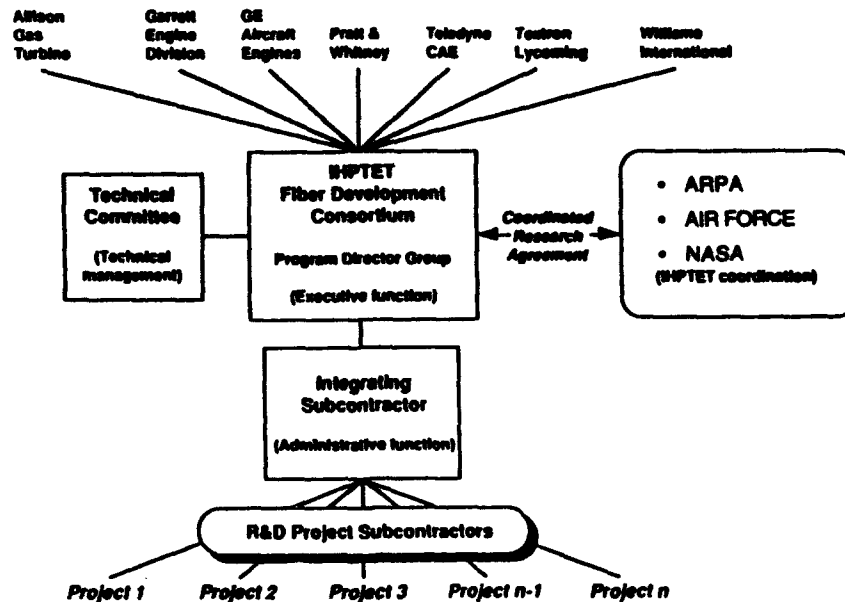 Allison
Gas
Turbine
Garrett
Engine
Division
GE
Aircraft
Engines
Pratt &
Whitney
Teledyne
CAE
Textron
Lycoming
Williams
International
Technical
Committee
(Technical
management)
IHPTET
Fiber Development
Consortium
Program Director Group
(Executive function)
Coordinated
Research
Agreement
• ARPA
• AIR FORCE
• NASA
(IHPTET coordination)
Integrating
Subcontractor
(Administrative function)
R&D Project Subcontractors
Project 1
Project 2
Project 3
Project n-1
Project n